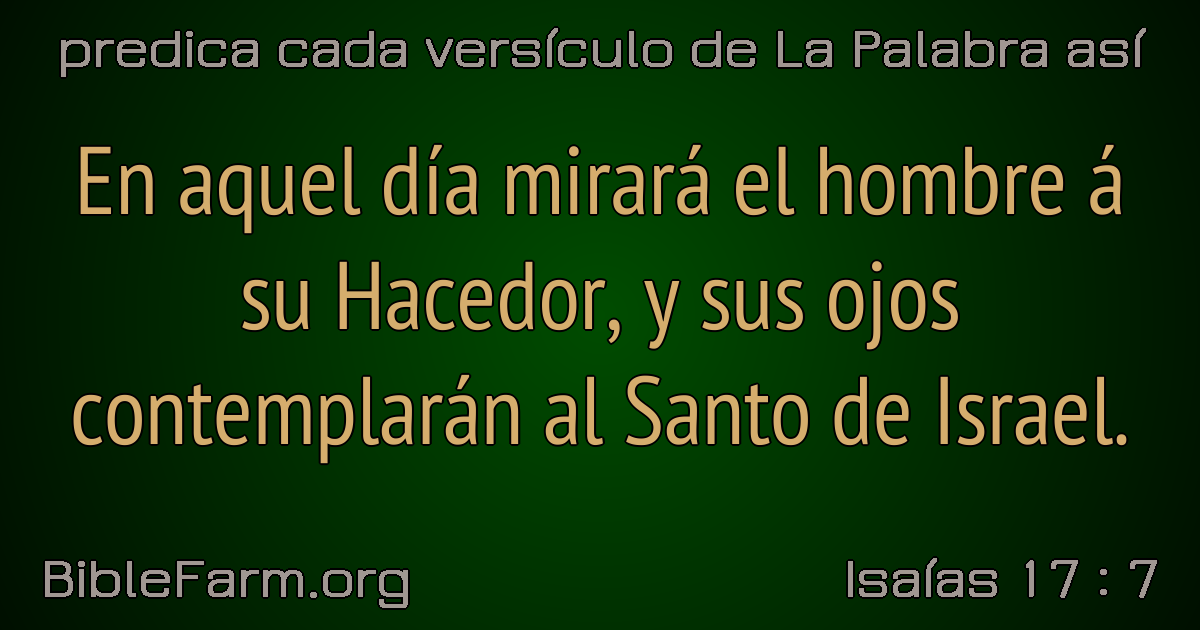 predica cada versículo de La Palabra así
En aquel día mirará el hombre á
su Hacedor, y sus ojos
contemplarán al Santo de Israel.
BibleFarm.org
Isaías 17 : 7